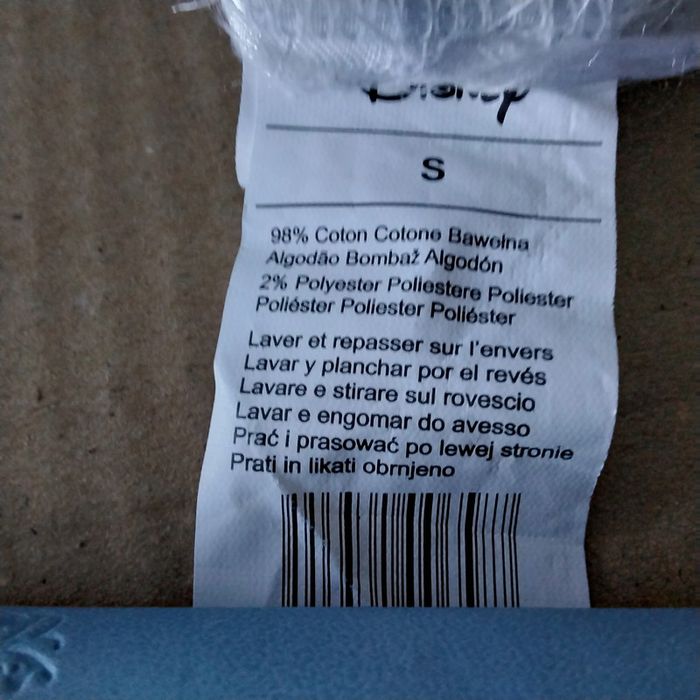 Disney
S
98% Coton Cotone Bawełna
Algodão Bombaž Algodón
2% Polyester Poliestere Poliester
Poliéster Poliester Poliéster
Laver et repasser sur l'envers
Lavar y planchar por el revés
Lavare e stirare sul rovescio
Lavar e engomar do avesso
Prać i prasować po lewej stronie
Prati in likati obrnjeno